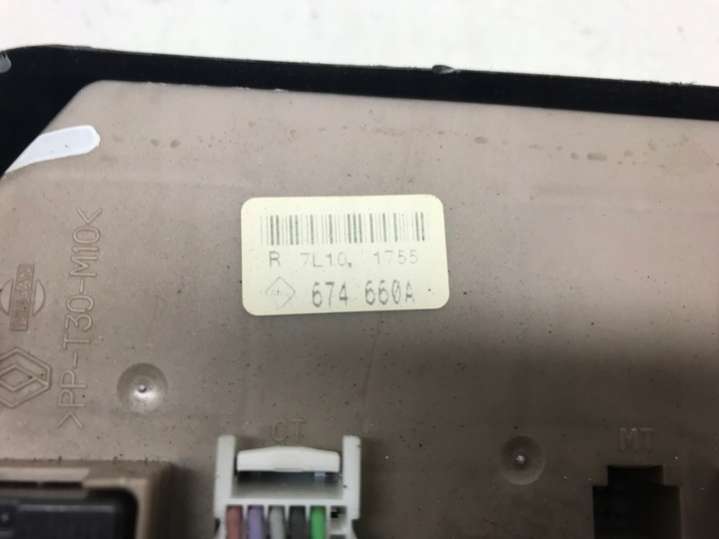 R 7L10. 1755
674 660A
>PP-T30-M10<
CT
MT